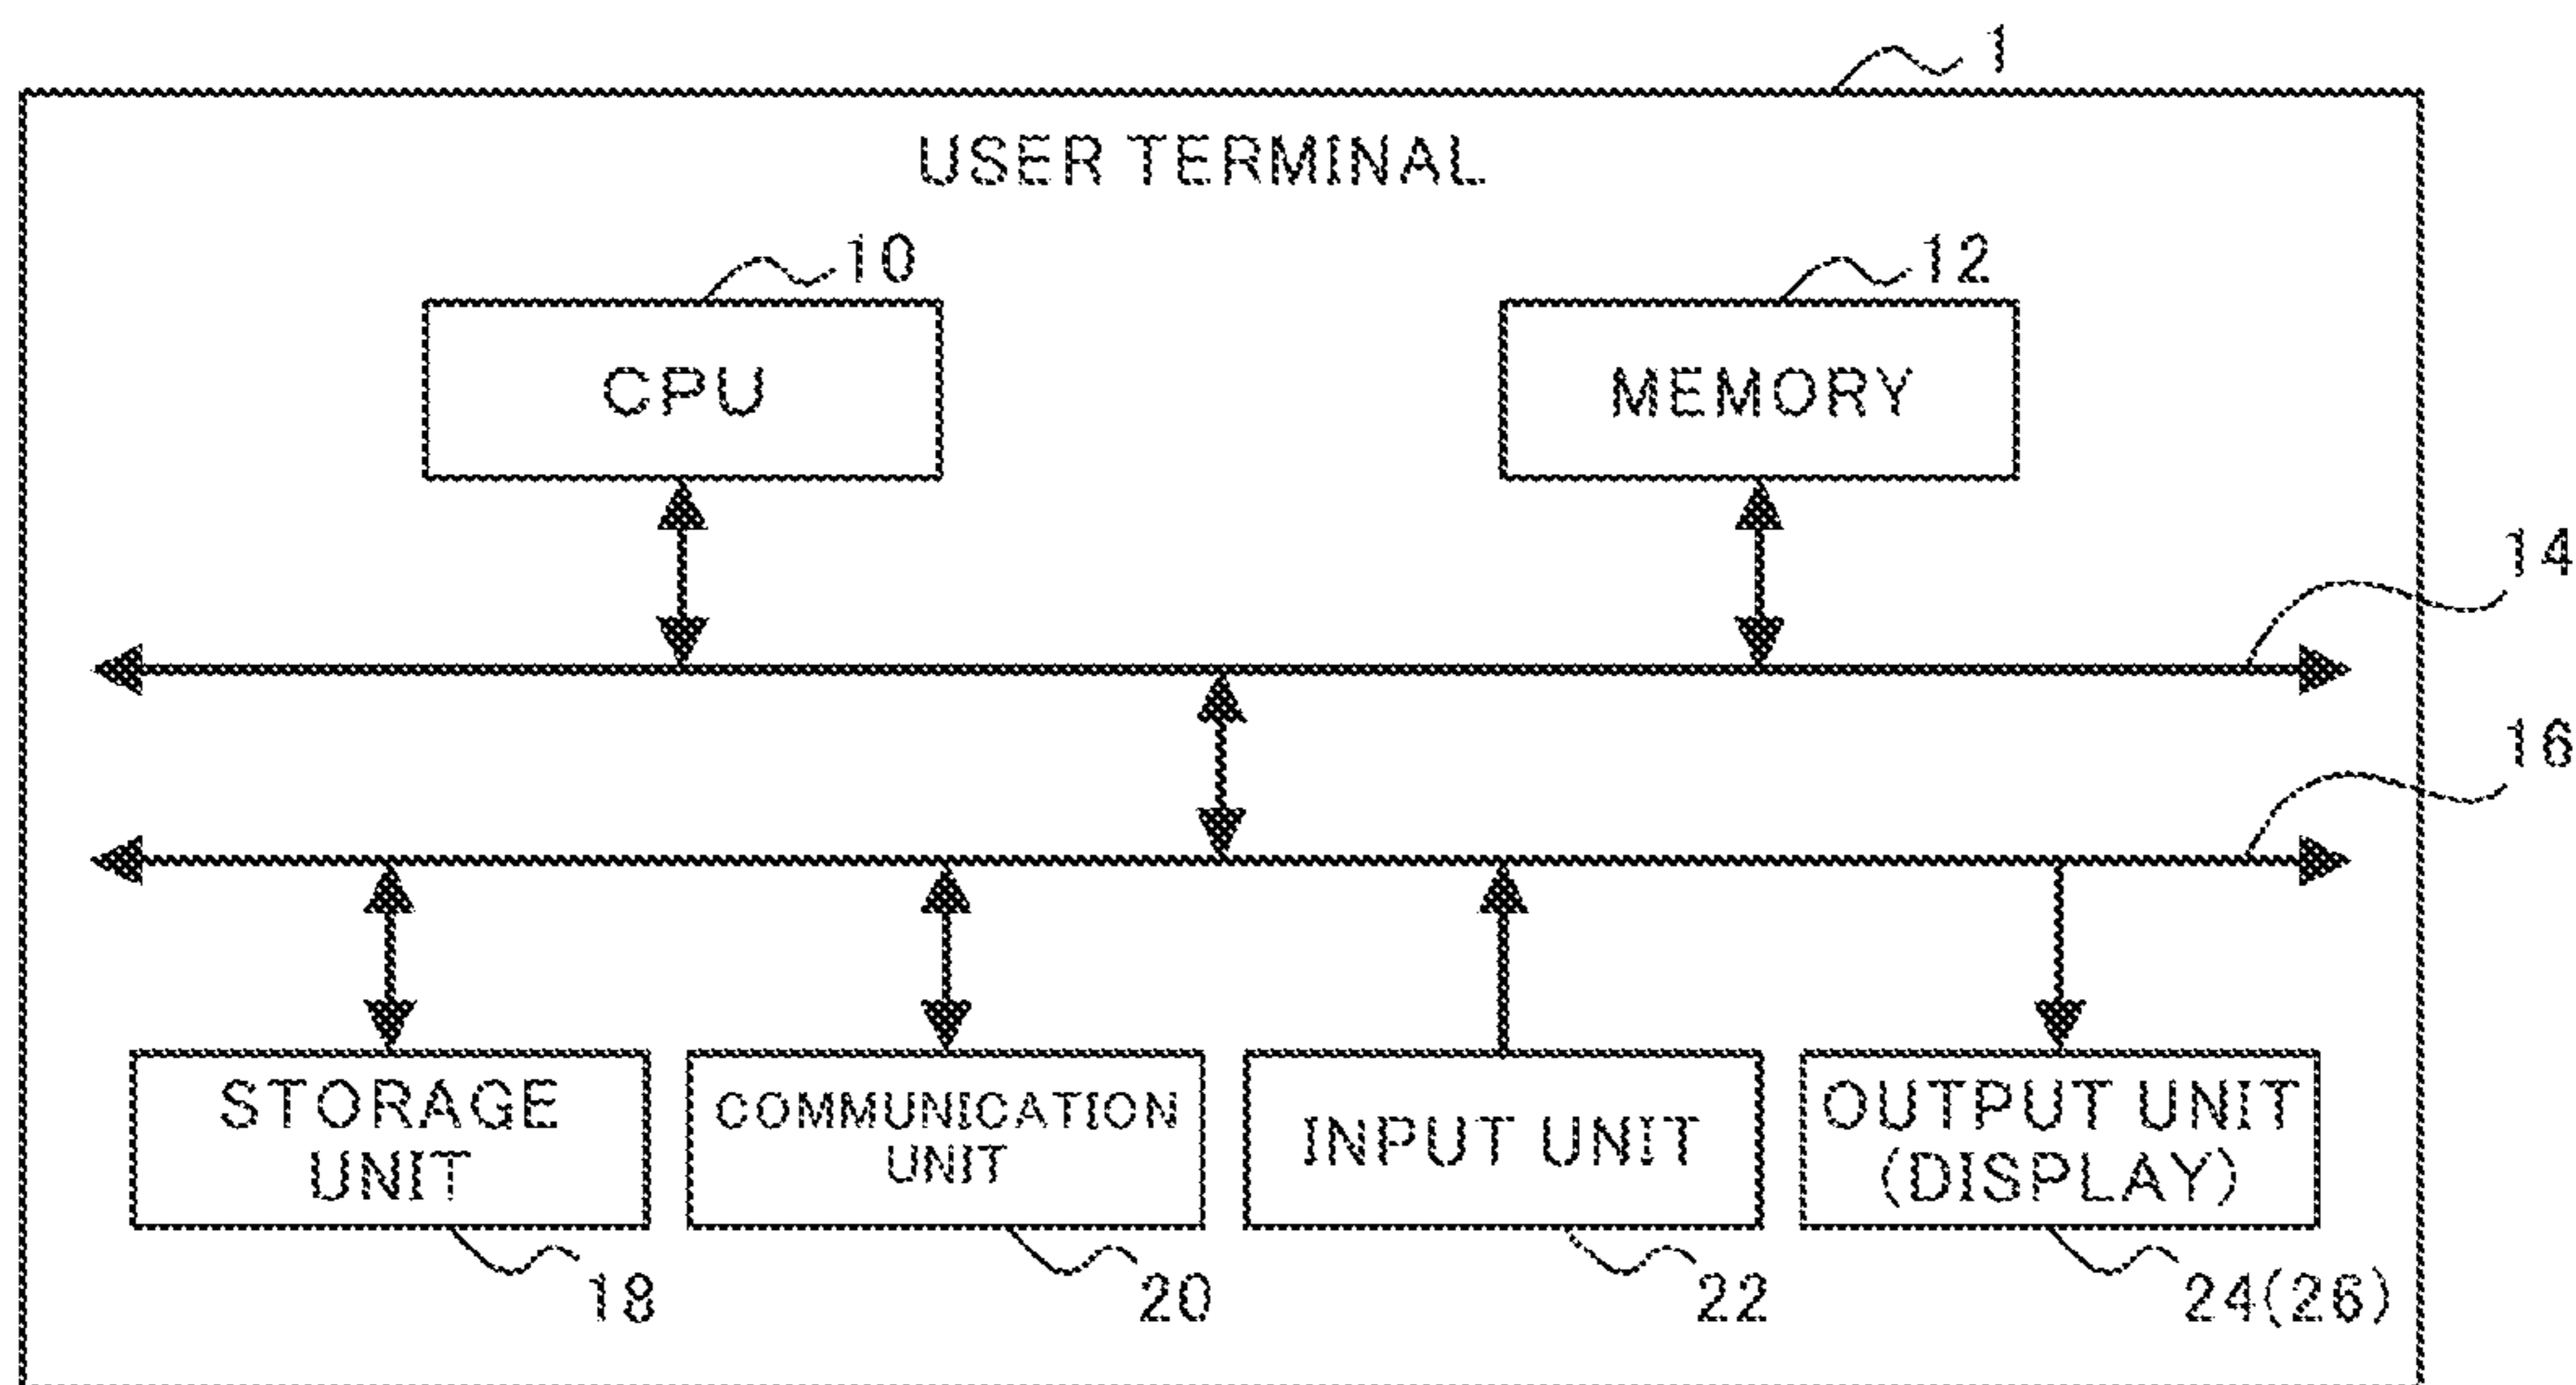 1
USER TERMINAL
10
12
CPU
MEMORY
14
16
STORAGE
UNIT
COMMUNICATION
UNIT
INPUT UNIT
OUTPUT UNIT
(DISPLAY)
18
20
22
24(26)